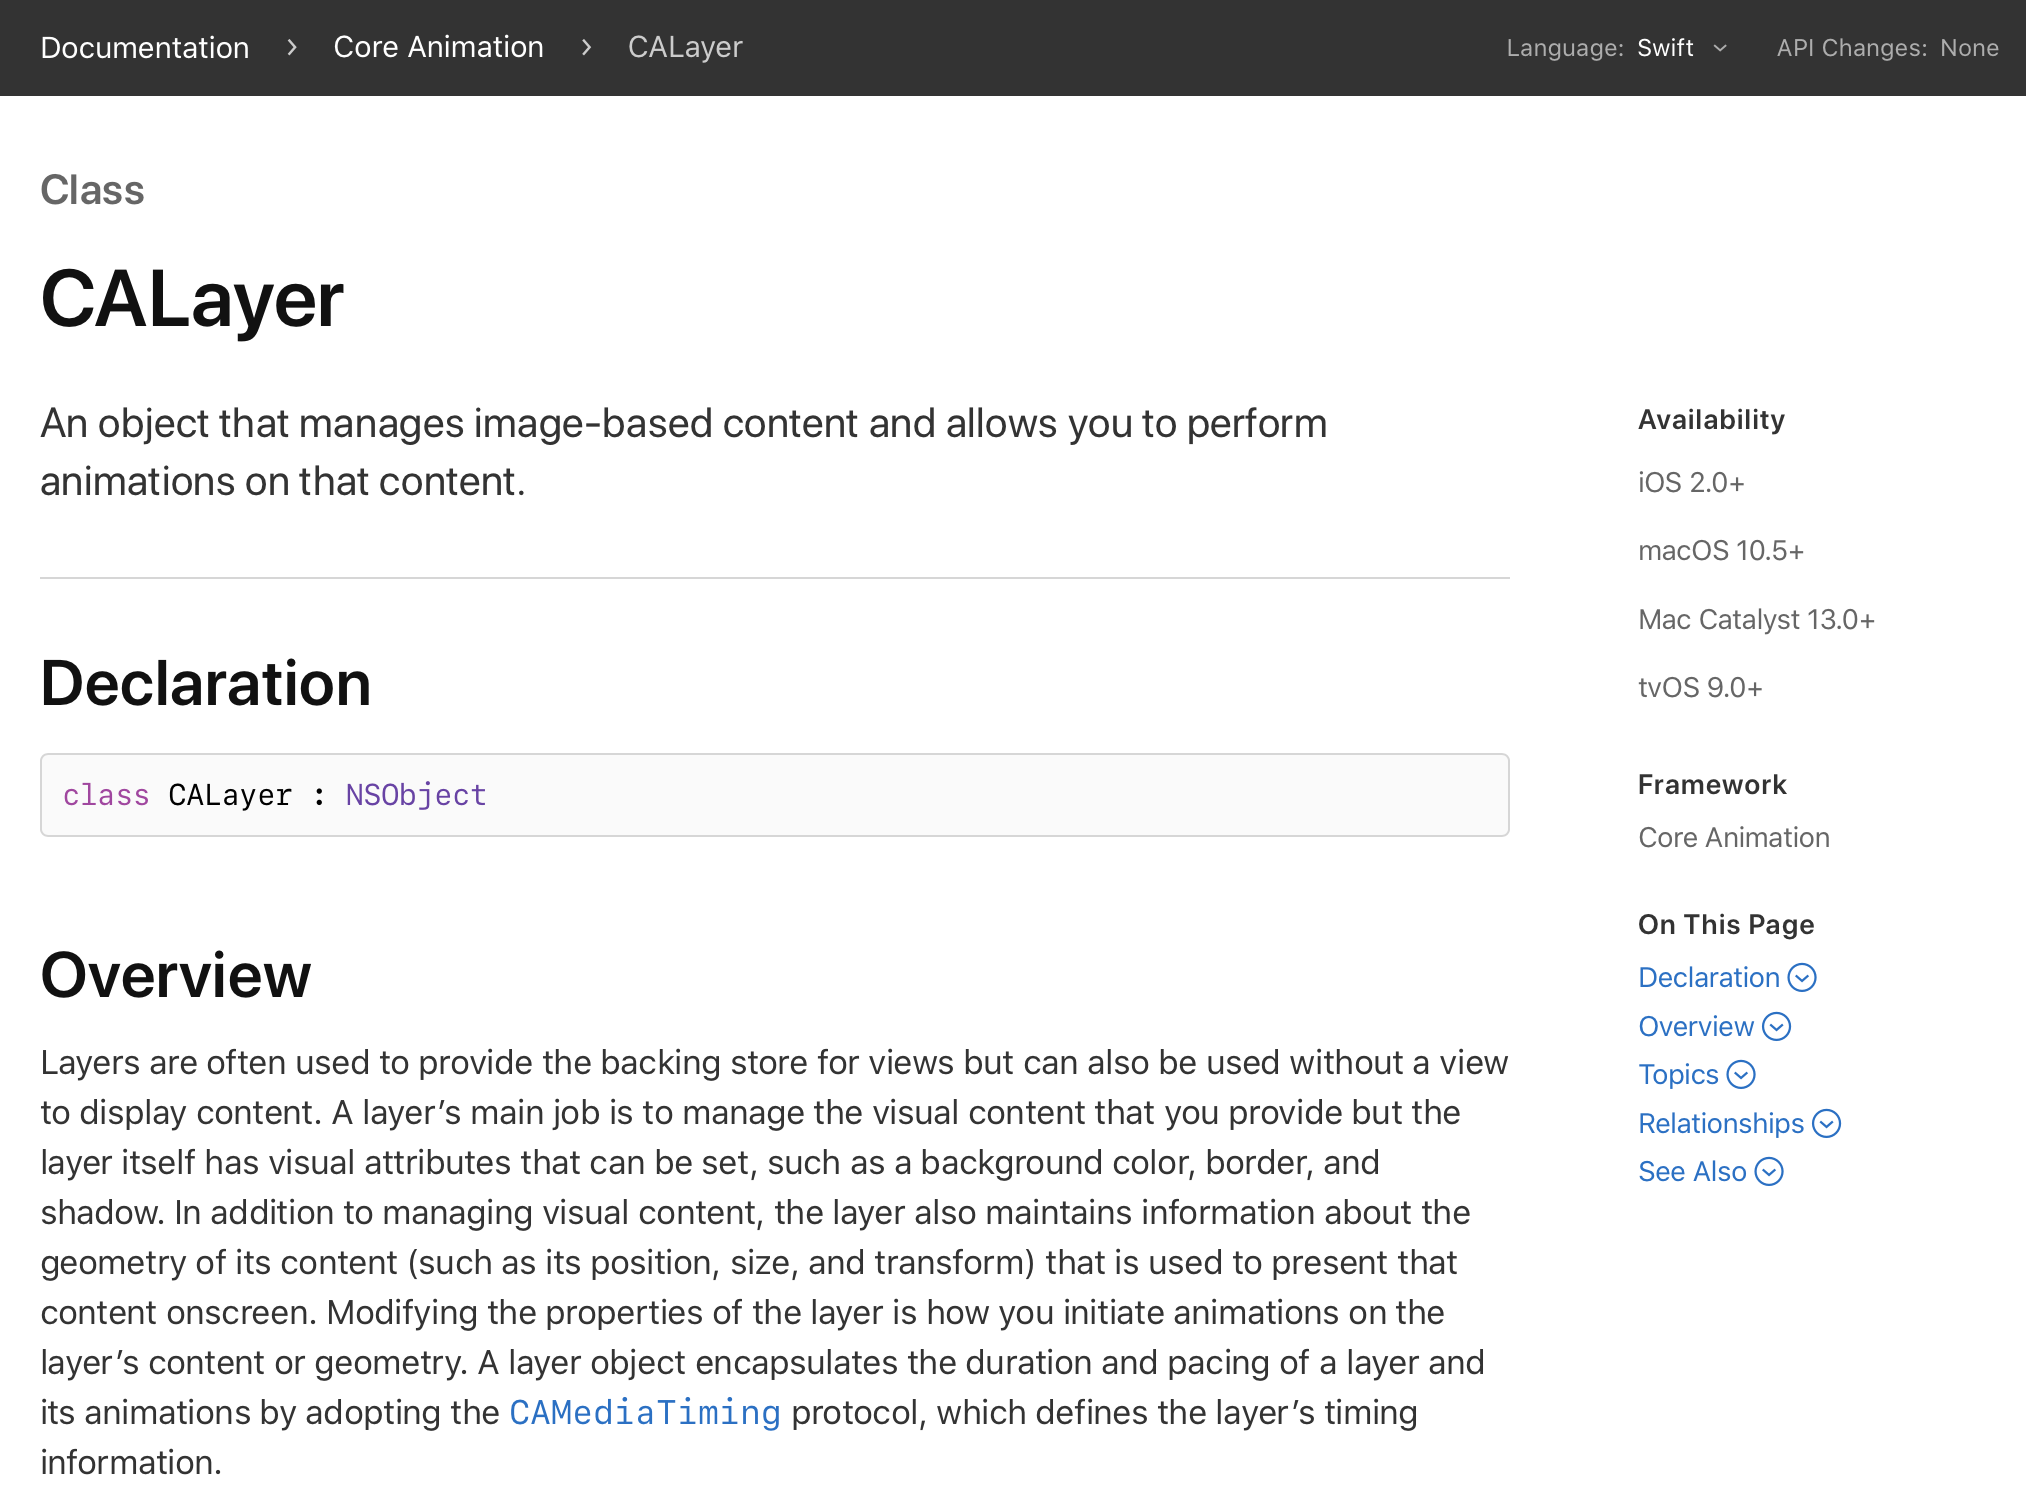 Documentation > Core Animation > CALayer Language: Swift API Changes: None
Class
CALayer
An object that manages image-based content and allows you to perform
animations on that content.
Declaration
class CALayer : NSObject
Overview
Layers are often used to provide the backing store for views but can also be used without a view
to display content. A layer’s main job is to manage the visual content that you provide but the
layer itself has visual attributes that can be set, such as a background color, border, and
shadow. In addition to managing visual content, the layer also maintains information about the
geometry of its content (such as its position, size, and transform) that is used to present that
content onscreen. Modifying the properties of the layer is how you initiate animations on the
layer’s content or geometry. A layer object encapsulates the duration and pacing of a layer and
its animations by adopting the CAMediaTiming protocol, which defines the layer’s timing
information.
Availability
iOS 2.0+
macOS 10.5+
Mac Catalyst 13.0+
tvOS 9.0+
Framework
Core Animation
On This Page
Declaration
Overview
Topics
Relationships
See Also